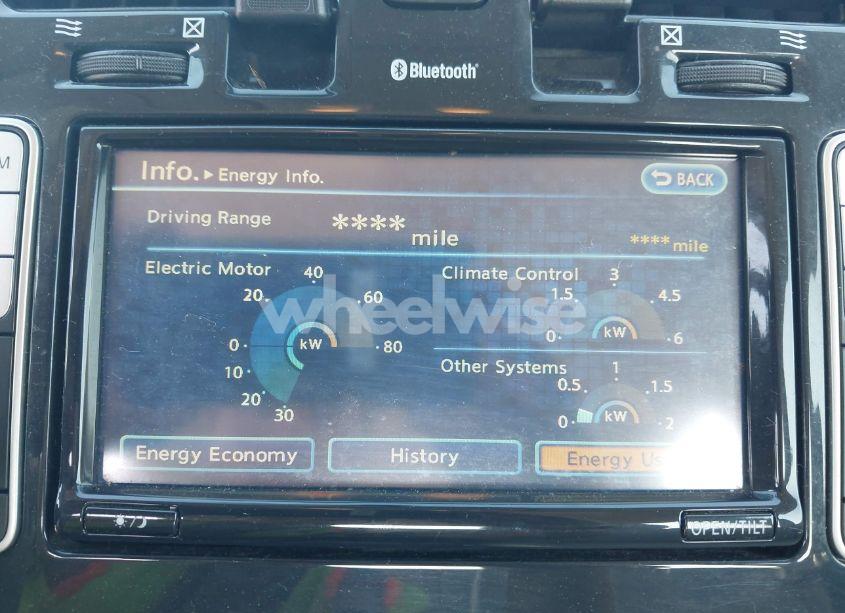 Bluetooth®
M
Info. ▸ Energy Info.
BACK
Driving Range **** mile
**** mile
Electric Motor
40
20
60
0
kW
80
10
20
30
Climate Control
3
1.5
4.5
0
kW
6
Other Systems
1
0.5
1.5
0
kW
2
wheelwise
Energy Economy
History
Energy Us
OPEN/TILT